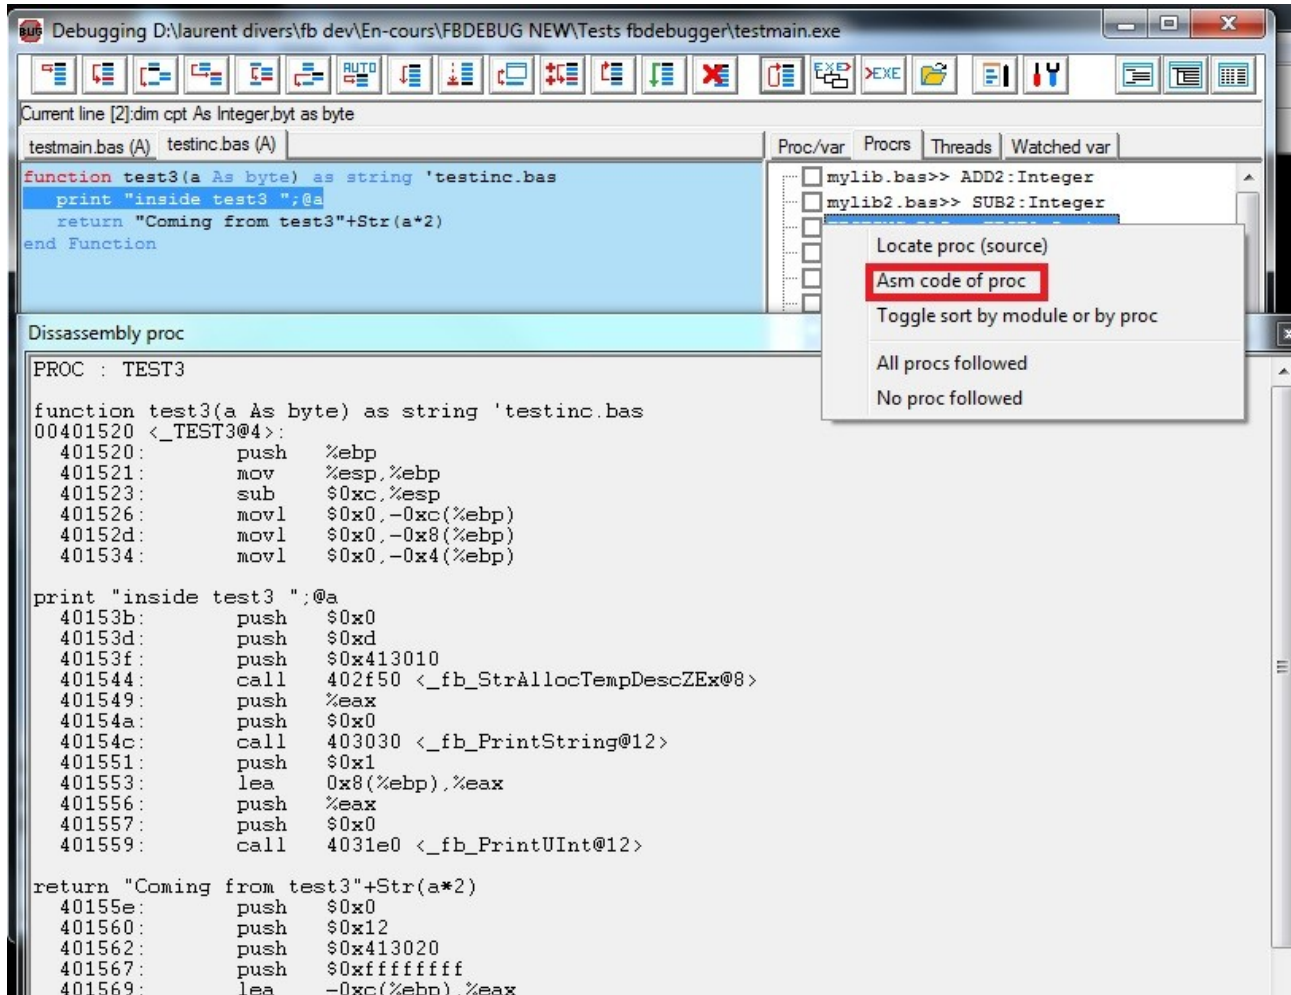 Debugging D:\laurent divers\fb dev\En-cours\FBDEBUG NEW\Tests fbdebugger\testmain.exe
BUG
AUTO
EXE>
EXE
>EXE
Current line [2]:dim cpt As Integer,byt as byte
testmain.bas (A) testinc.bas (A)
Proc/var Procrs Threads Watched var
function test3(a As byte) as string 'testinc.bas
print "inside test3 ";@a
return "Coming from test3"+Str(a*2)
end Function
mylib.bas>> ADD2:Integer
mylib2.bas>> SUB2:Integer
Locate proc (source)
Asm code of proc
Toggle sort by module or by proc
All procs followed
No proc followed
Dissassembly proc
PROC : TEST3
function test3(a As byte) as string 'testinc.bas
00401520 <_TEST3@4>:
401520: push %ebp
401521: mov %esp,%ebp
401523: sub $0xc,%esp
401526: movl $0x0,-0xc(%ebp)
40152d: movl $0x0,-0x8(%ebp)
401534: movl $0x0,-0x4(%ebp)
print "inside test3 ";@a
40153b: push $0x0
40153d: push $0xd
40153f: push $0x413010
401544: call 402f50 <_fb_StrAllocTempDescZEx@8>
401549: push %eax
40154a: push $0x0
40154c: call 403030 <_fb_PrintString@12>
401551: push $0x1
401553: lea 0x8(%ebp),%eax
401556: push %eax
401557: push $0x0
401559: call 4031e0 <_fb_PrintUInt@12>
return "Coming from test3"+Str(a*2)
40155e: push $0x0
401560: push $0x12
401562: push $0x413020
401567: push $0xffffffff
401569: lea -0xc(%ebp),%eax